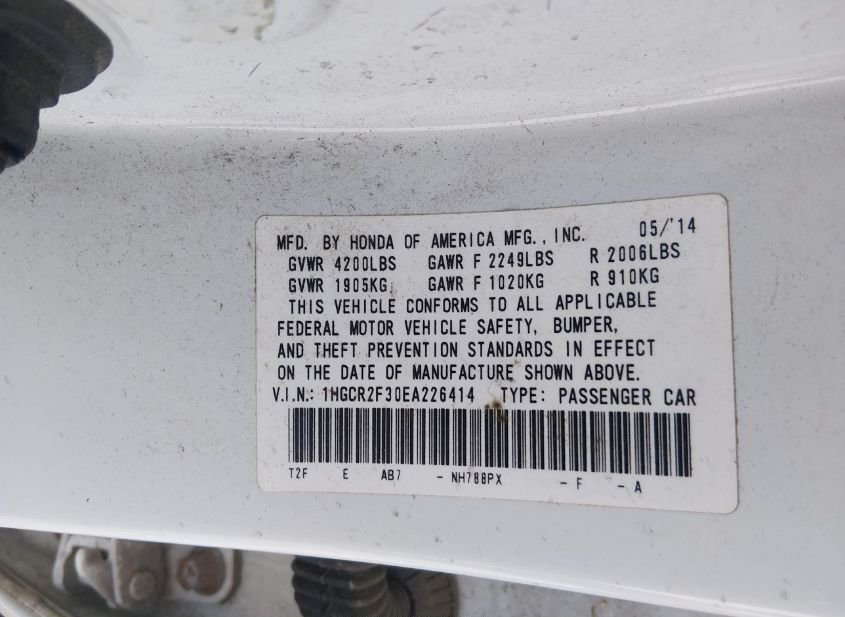 MFD. BY HONDA OF AMERICA MFG., INC. 05/'14
GVWR 4200LBS GAWR F 2249LBS R 2006LBS
GVWR 1905KG GAWR F 1020KG R 910KG
THIS VEHICLE CONFORMS TO ALL APPLICABLE
FEDERAL MOTOR VEHICLE SAFETY, BUMPER,
AND THEFT PREVENTION STANDARDS IN EFFECT
ON THE DATE OF MANUFACTURE SHOWN ABOVE.
V.I.N.: 1HGCR2F30EA226414 TYPE: PASSENGER CAR
T2F E AB7 - NH788PX - F - A